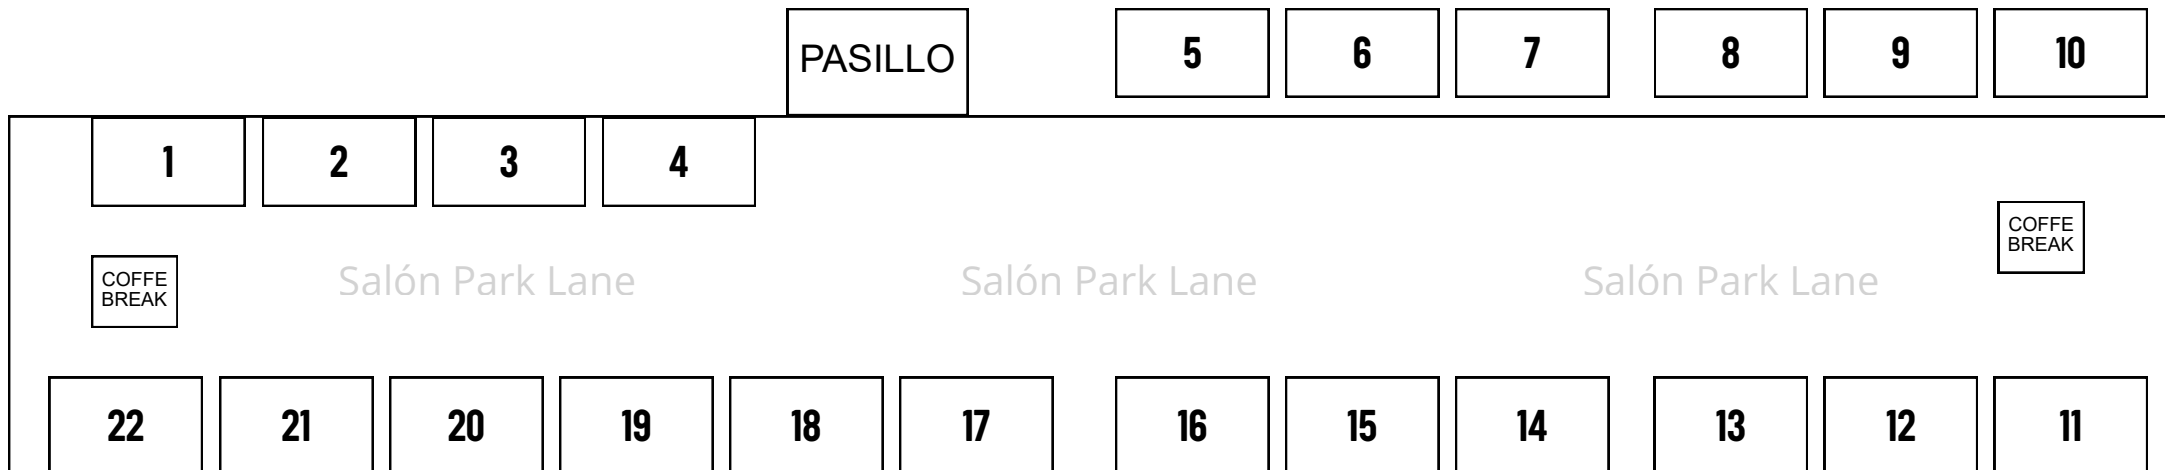 PASILLO
5 6 7 8 9 10
1 2 3 4
COFFE
BREAK
COFFE
BREAK
Salón Park Lane Salón Park Lane Salón Park Lane
22 21 20 19 18 17 16 15 14 13 12 11